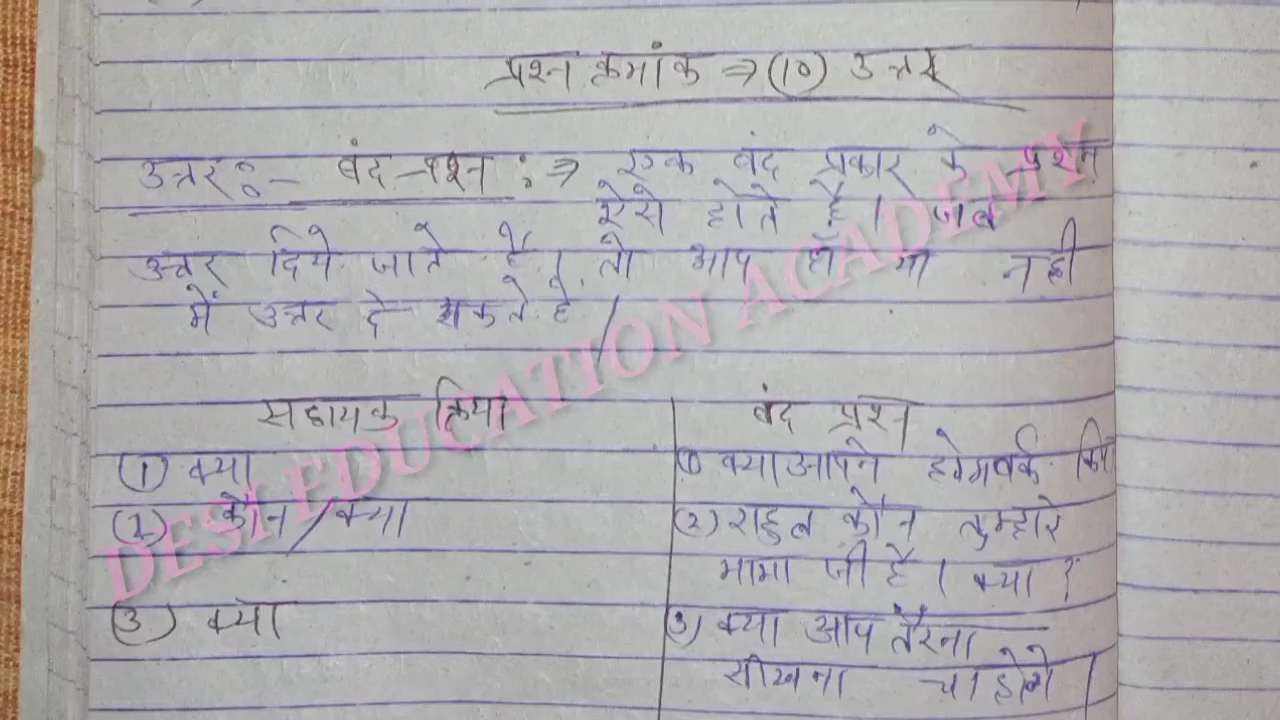 प्रश्न क्रमांक ⇒ (10) उत्तर
उत्तर :- बंद प्रश्न :⇒ एक बंद प्रकार के प्रश्न
ऐसे होते है। जब
उत्तर दिये जाते है, तो आप हाँ या नही
में उत्तर दे सकते है।
सहायक क्रिया बंद प्रश्न
(1) क्या
(2) कौन / क्या
(3) क्या
(1) क्या आपने होमवर्क किय
(2) राहुल कौन तुम्हारे
मामा जी है। क्या ?
(3) क्या आप तैरना
सीखना चाहोगे।
DESI EDUCATION ACADEMY